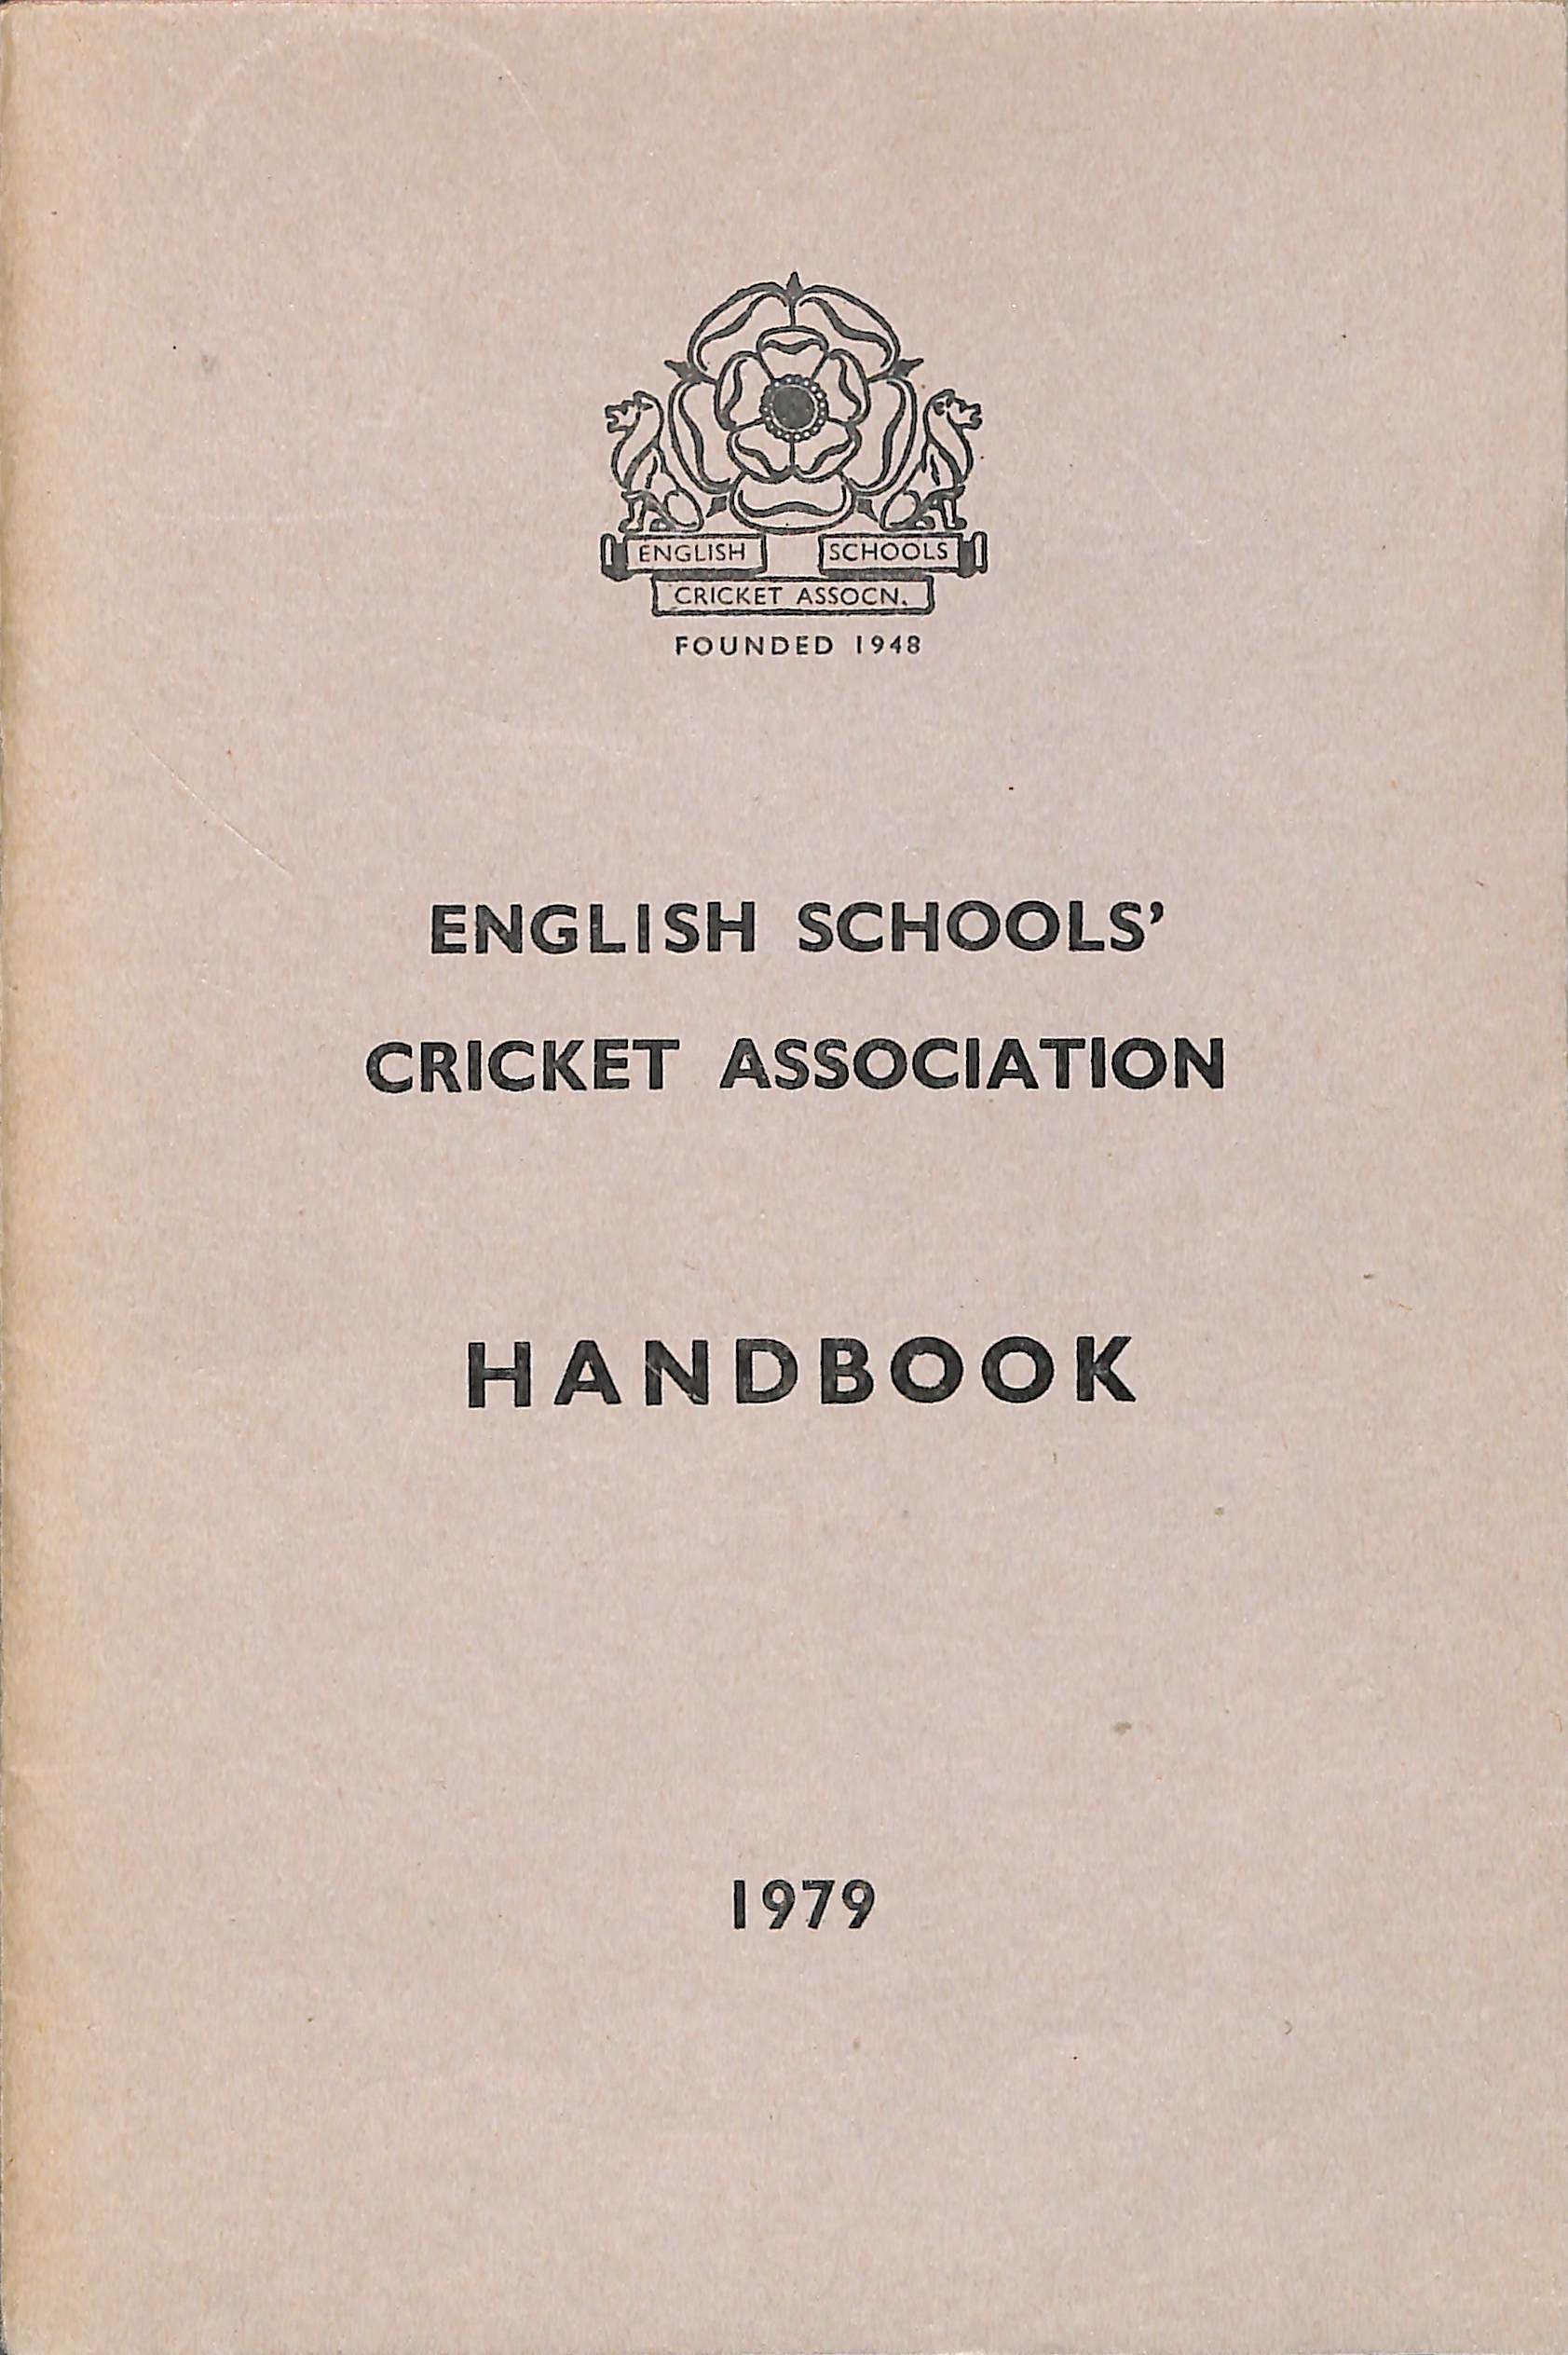 ENGLISH SCHOOLS
CRICKET ASSOCN.
FOUNDED 1948
ENGLISH SCHOOLS’
CRICKET ASSOCIATION
HANDBOOK
1979